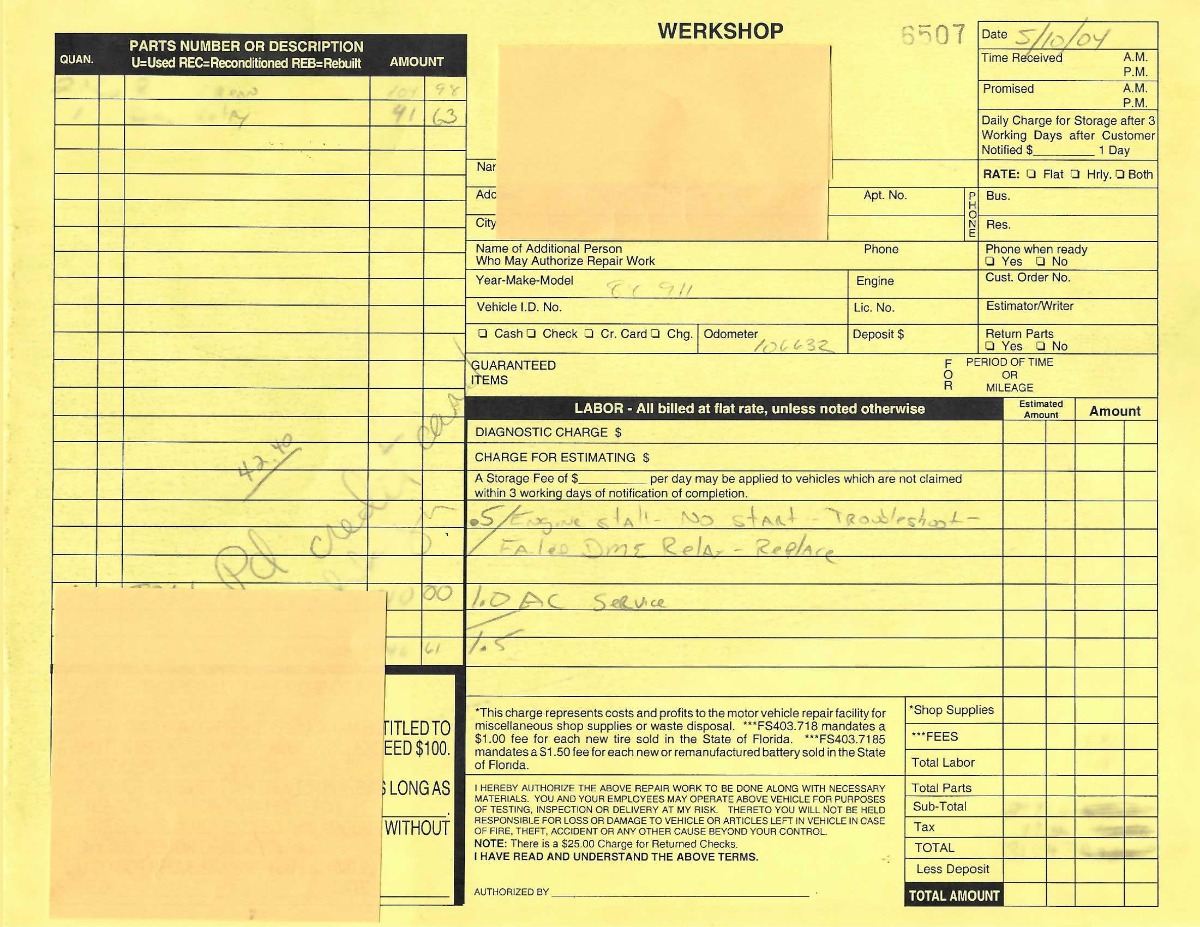 WERKSHOP
6507
Date 5/10/04
Time Received A.M.
P.M.
Promised A.M.
P.M.
Daily Charge for Storage after 3
Working Days after Customer
Notified $________ 1 Day
RATE: ☐ Flat ☐ Hrly. ☐ Both
QUAN.
PARTS NUMBER OR DESCRIPTION
U=Used REC=Reconditioned REB=Rebuilt
AMOUNT
98
1 41 63
42.40
Pd credit card
00
61
TITLED TO
EED $100.
S LONG AS
WITHOUT
Nar
Adc
City
Apt. No.
PHONE
Bus.
Res.
Name of Additional Person
Who May Authorize Repair Work
Phone
Phone when ready
☐ Yes ☐ No
Year-Make-Model 84 911
Engine
Cust. Order No.
Vehicle I.D. No.
Lic. No.
Estimator/Writer
☐ Cash ☐ Check ☐ Cr. Card ☐ Chg.
Odometer 106632
Deposit $
Return Parts
☐ Yes ☐ No
GUARANTEED
ITEMS
FOR
PERIOD OF TIME
OR
MILEAGE
LABOR - All billed at flat rate, unless noted otherwise
Estimated
Amount
Amount
DIAGNOSTIC CHARGE $
CHARGE FOR ESTIMATING $
A Storage Fee of $__________ per day may be applied to vehicles which are not claimed
within 3 working days of notification of completion.
.5/ Engine stall - No start - Troubleshoot -
Failed DME Relay - Replace
1.0 AC Service
1.5
*This charge represents costs and profits to the motor vehicle repair facility for
miscellaneous shop supplies or waste disposal. ***FS403.718 mandates a
$1.00 fee for each new tire sold in the State of Florida. ***FS403.7185
mandates a $1.50 fee for each new or remanufactured battery sold in the State
of Florida.
I HEREBY AUTHORIZE THE ABOVE REPAIR WORK TO BE DONE ALONG WITH NECESSARY
MATERIALS. YOU AND YOUR EMPLOYEES MAY OPERATE ABOVE VEHICLE FOR PURPOSES
OF TESTING, INSPECTION OR DELIVERY AT MY RISK. THERETO YOU WILL NOT BE HELD
RESPONSIBLE FOR LOSS OR DAMAGE TO VEHICLE OR ARTICLES LEFT IN VEHICLE IN CASE
OF FIRE, THEFT, ACCIDENT OR ANY OTHER CAUSE BEYOND YOUR CONTROL.
NOTE: There is a $25.00 Charge for Returned Checks.
I HAVE READ AND UNDERSTAND THE ABOVE TERMS.
AUTHORIZED BY
*Shop Supplies
***FEES
Total Labor
Total Parts
Sub-Total
Tax
TOTAL
Less Deposit
TOTAL AMOUNT